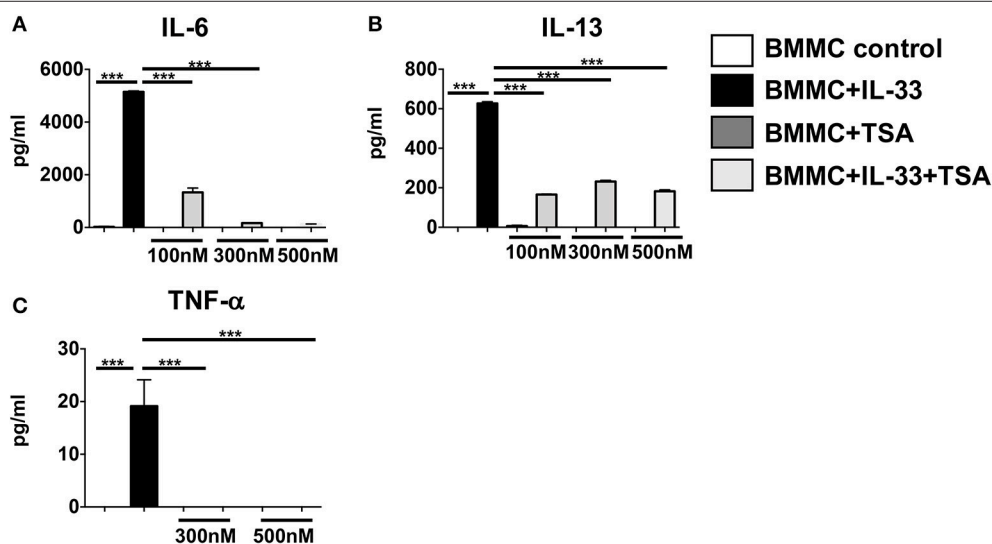 A
IL-6
pg/ml
6000
4000
2000
0
***
***
***
100nM
300nM
500nM
B
IL-13
pg/ml
800
600
400
200
0
***
***
***
***
100nM
300nM
500nM
BMMC control
BMMC+IL-33
BMMC+TSA
BMMC+IL-33+TSA
C
TNF-α
pg/ml
30
20
10
0
***
***
***
300nM
500nM